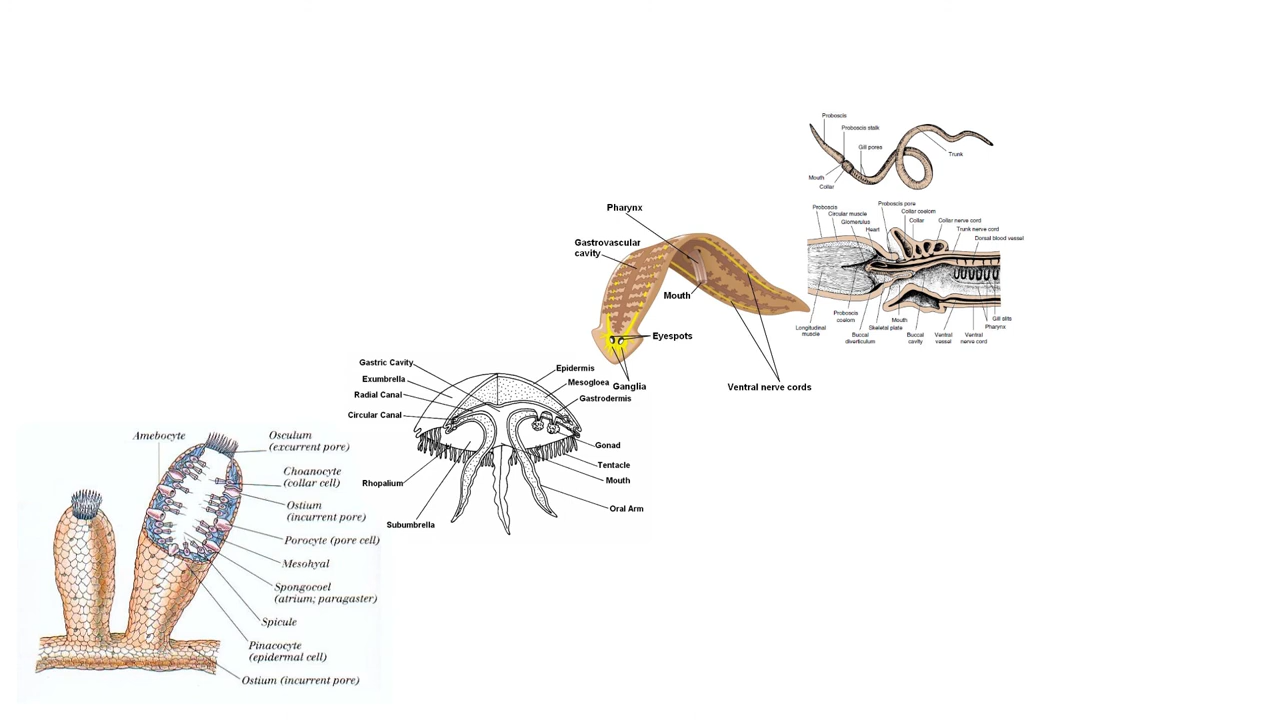 Amebocyte
Osculum
(excurrent pore)
Choanocyte
(collar cell)
Ostium
(incurrent pore)
Porocyte (pore cell)
Mesohyal
Spongocoel
(atrium; paragaster)
Spicule
Pinacocyte
(epidermal cell)
Ostium (incurrent pore)
Gastric Cavity
Exumbrella
Radial Canal
Circular Canal
Rhopalium
Subumbrella
Epidermis
Mesogloea
Gastrodermis
Gonad
Tentacle
Mouth
Oral Arm
Pharynx
Gastrovascular
cavity
Mouth
Eyespots
Ganglia
Ventral nerve cords
Proboscis
Proboscis stalk
Gill pores
Trunk
Mouth
Collar
Proboscis
Circular muscle
Glomerulus
Heart
Proboscis pore
Collar coelom
Collar
Collar nerve cord
Trunk nerve cord
Dorsal blood vessel
Longitudinal
muscle
Proboscis
coelom
Buccal
diverticulum
Skeletal plate
Mouth
Buccal
cavity
Ventral
vessel
Ventral
nerve cord
Gill slits
Pharynx